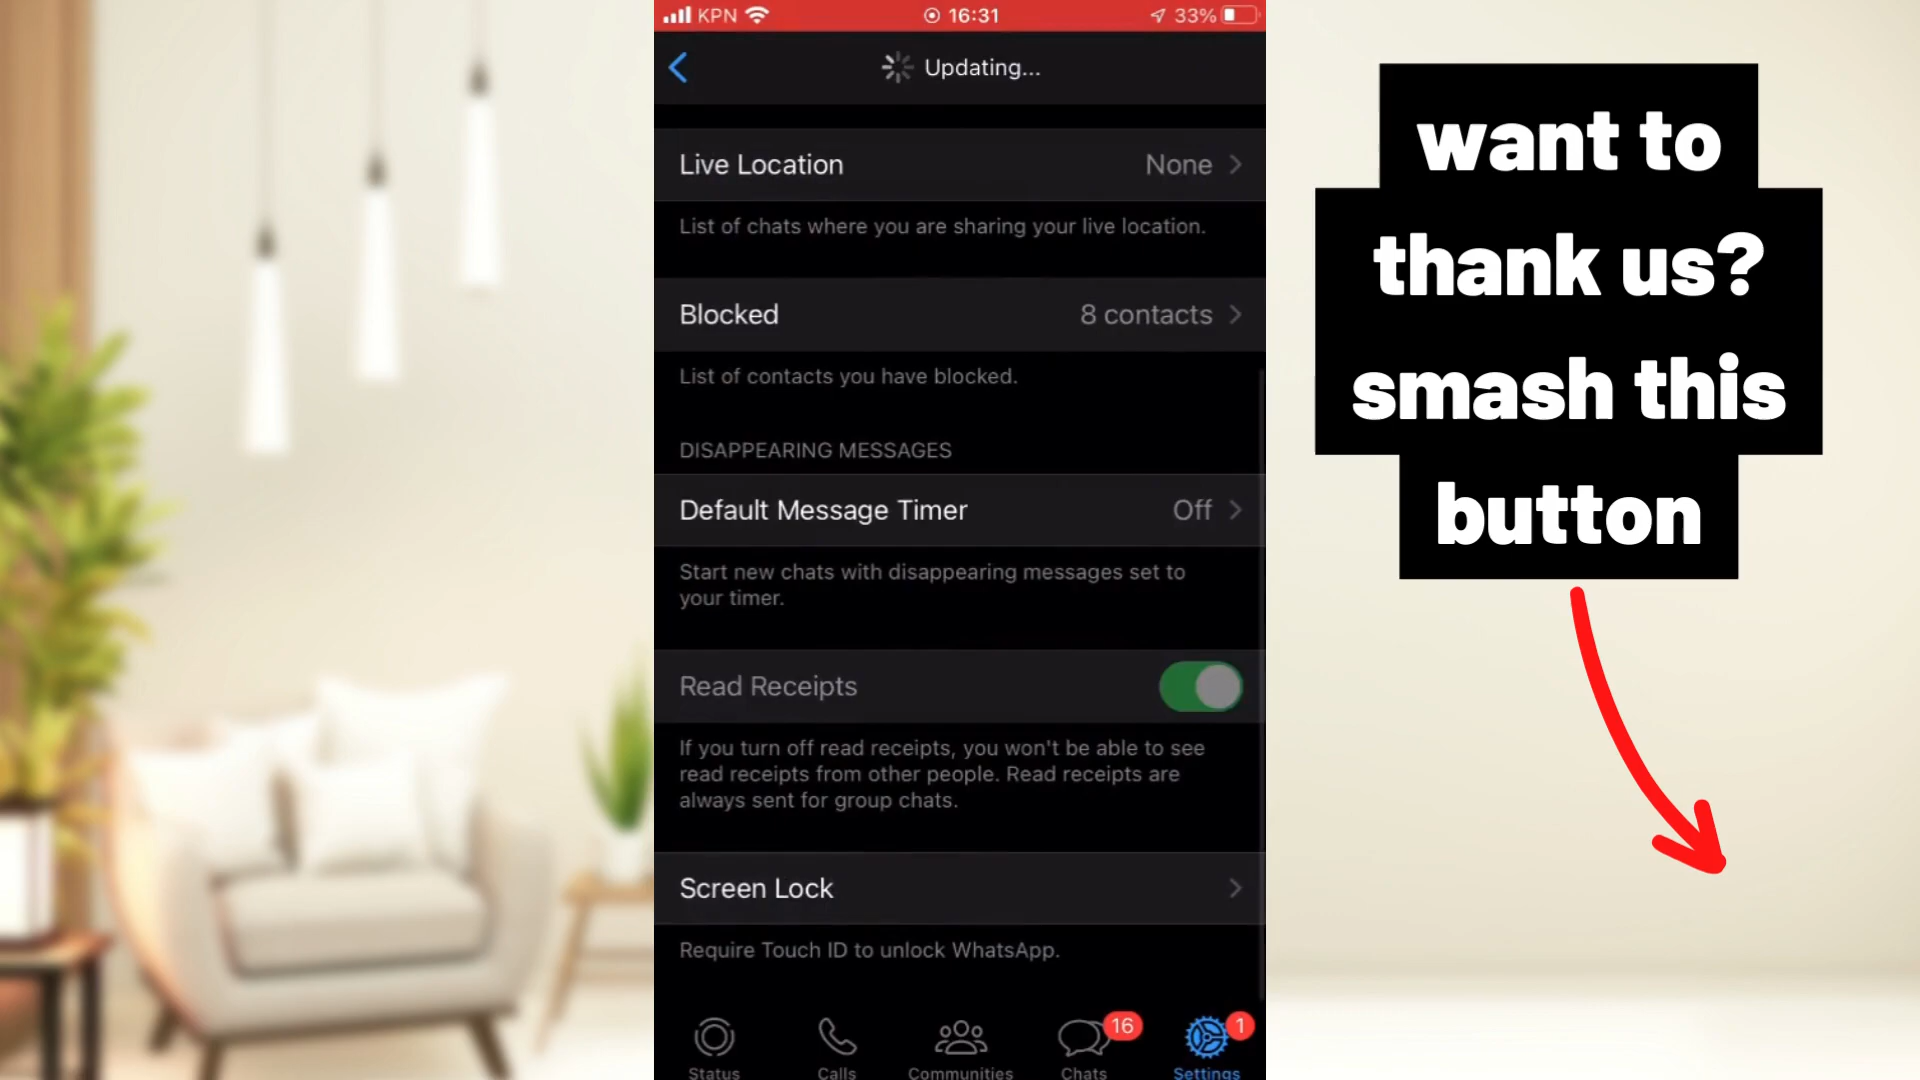 KPN 16:31 33%
Updating...
Live Location None
List of chats where you are sharing your live location.
Blocked 8 contacts
List of contacts you have blocked.
DISAPPEARING MESSAGES
Default Message Timer Off
Start new chats with disappearing messages set to
your timer.
Read Receipts
If you turn off read receipts, you won't be able to see
read receipts from other people. Read receipts are
always sent for group chats.
Screen Lock
Require Touch ID to unlock WhatsApp.
16 1
Status Calls Communities Chats Settings
want to
thank us?
smash this
button